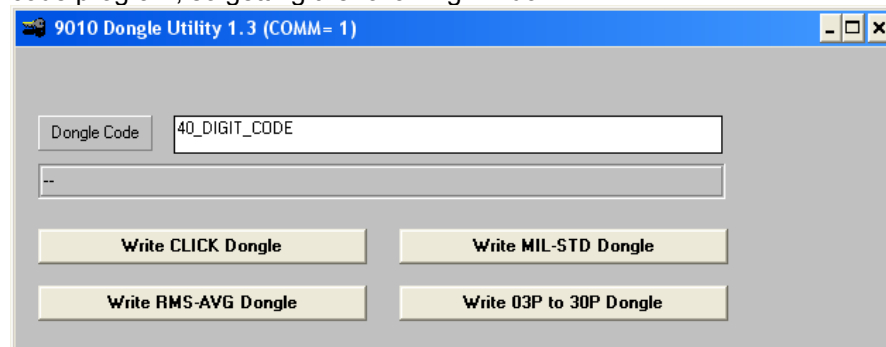 9010 Dongle Utility 1.3 (COMM= 1)
Dongle Code 40_DIGIT_CODE
--
Write CLICK Dongle Write MIL-STD Dongle
Write RMS-AVG Dongle Write 03P to 30P Dongle